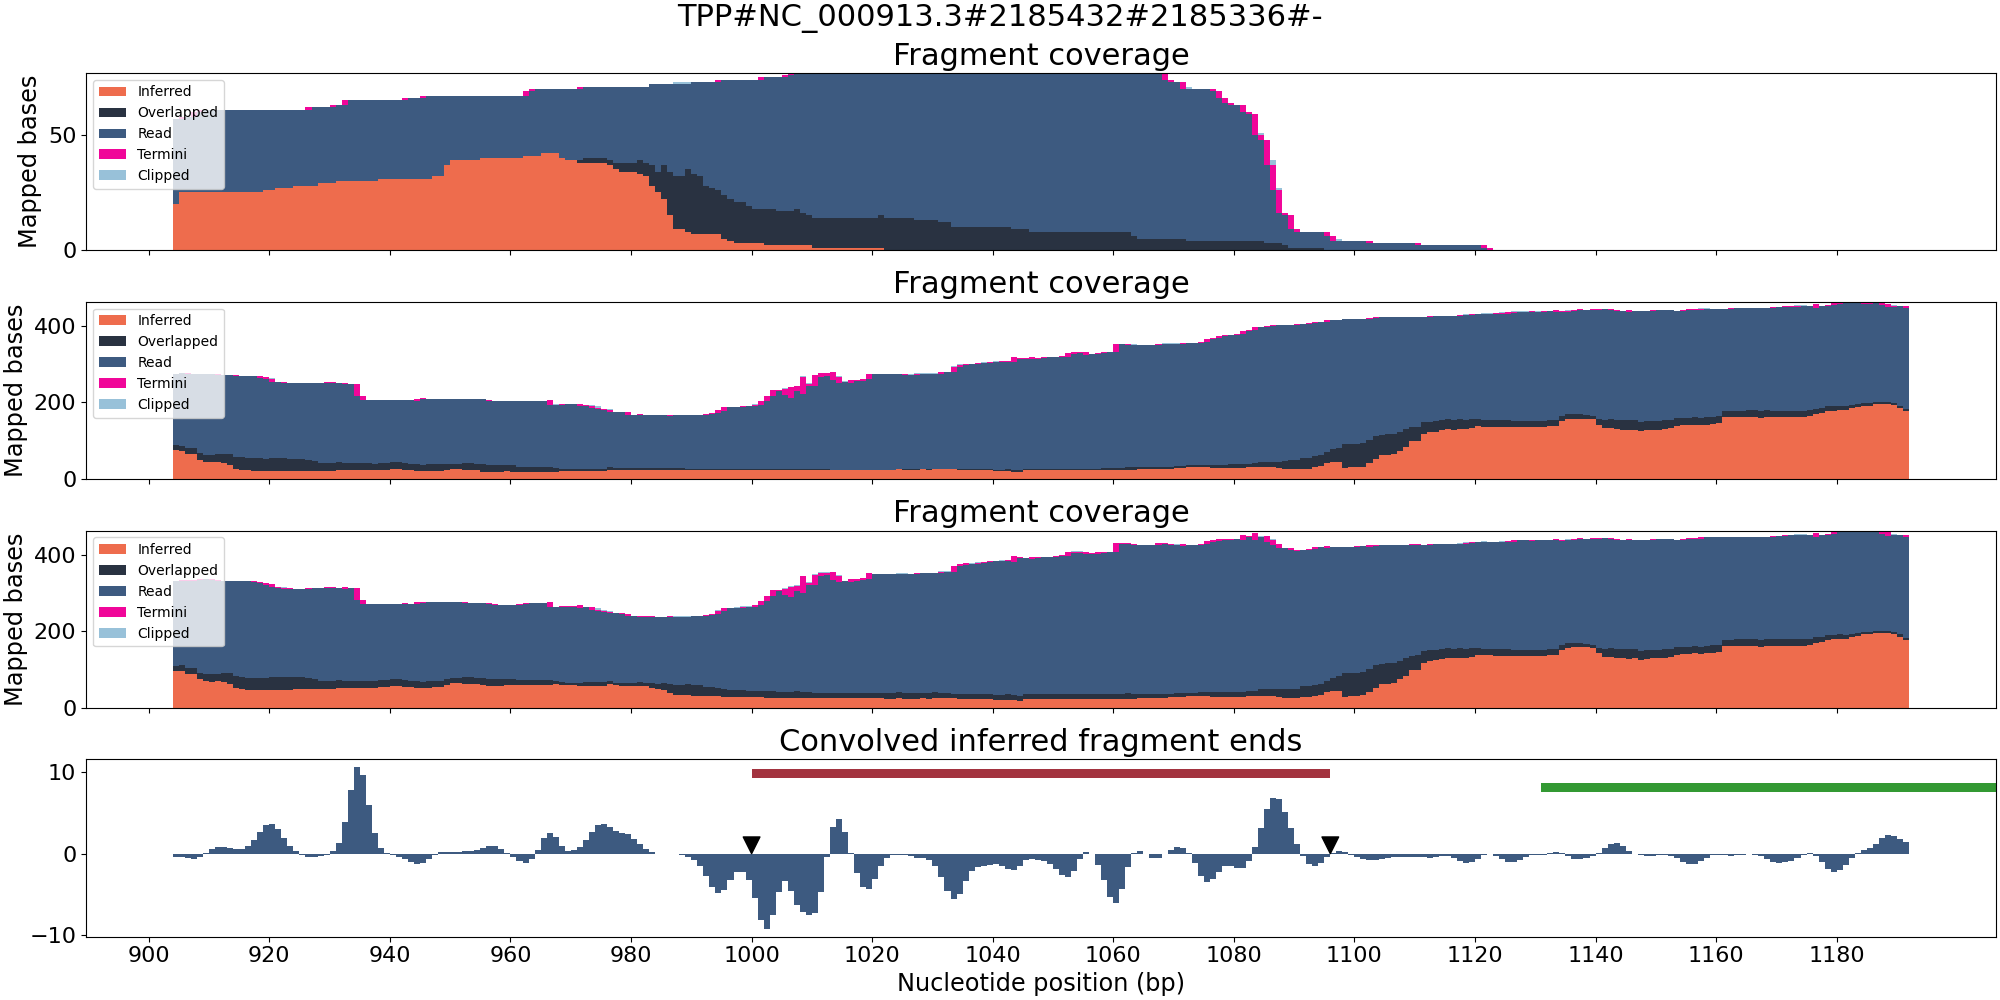 TPP#NC_000913.3#2185432#2185336#-
Fragment coverage
Mapped bases
50
0
Inferred
Overlapped
Read
Termini
Clipped
Fragment coverage
Mapped bases
400
200
0
Inferred
Overlapped
Read
Termini
Clipped
Fragment coverage
Mapped bases
400
200
0
Inferred
Overlapped
Read
Termini
Clipped
Convolved inferred fragment ends
10
0
−10
900 920 940 960 980 1000 1020 1040 1060 1080 1100 1120 1140 1160 1180
Nucleotide position (bp)